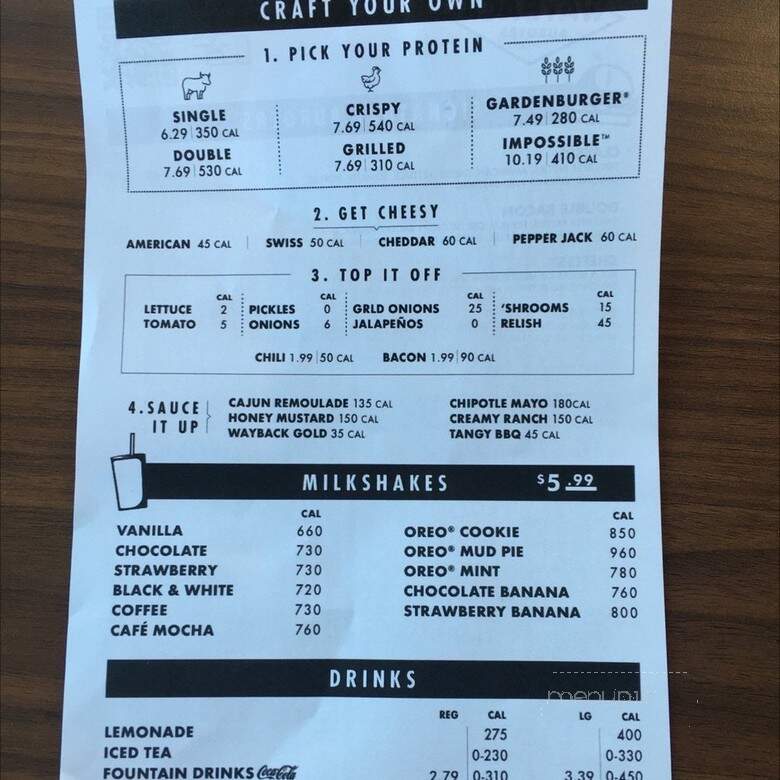 CRAFT YOUR OWN
1. PICK YOUR PROTEIN
SINGLE
6.29 | 350 CAL
DOUBLE
7.69 | 530 CAL
CRISPY
7.69 | 540 CAL
GRILLED
7.69 | 310 CAL
GARDENBURGER®
7.49 | 280 CAL
IMPOSSIBLE™
10.19 | 410 CAL
2. GET CHEESY
AMERICAN 45 CAL | SWISS 50 CAL | CHEDDAR 60 CAL | PEPPER JACK 60 CAL
3. TOP IT OFF
CAL CAL CAL CAL
LETTUCE 2 PICKLES 0 GRLD ONIONS 25 'SHROOMS 15
TOMATO 5 ONIONS 6 JALAPEÑOS 0 RELISH 45
CHILI 1.99 | 50 CAL BACON 1.99 | 90 CAL
4. SAUCE
IT UP
CAJUN REMOULADE 135 CAL
HONEY MUSTARD 150 CAL
WAYBACK GOLD 35 CAL
CHIPOTLE MAYO 180CAL
CREAMY RANCH 150 CAL
TANGY BBQ 45 CAL
MILKSHAKES $5.99
CAL
VANILLA 660
CHOCOLATE 730
STRAWBERRY 730
BLACK & WHITE 720
COFFEE 730
CAFÉ MOCHA 760
CAL
OREO® COOKIE 850
OREO® MUD PIE 960
OREO® MINT 780
CHOCOLATE BANANA 760
STRAWBERRY BANANA 800
DRINKS
REG CAL LG CAL
LEMONADE 275 400
ICED TEA 0-230 0-330
FOUNTAIN DRINKS Coca-Cola 2.79 0-310 3.39 0-450